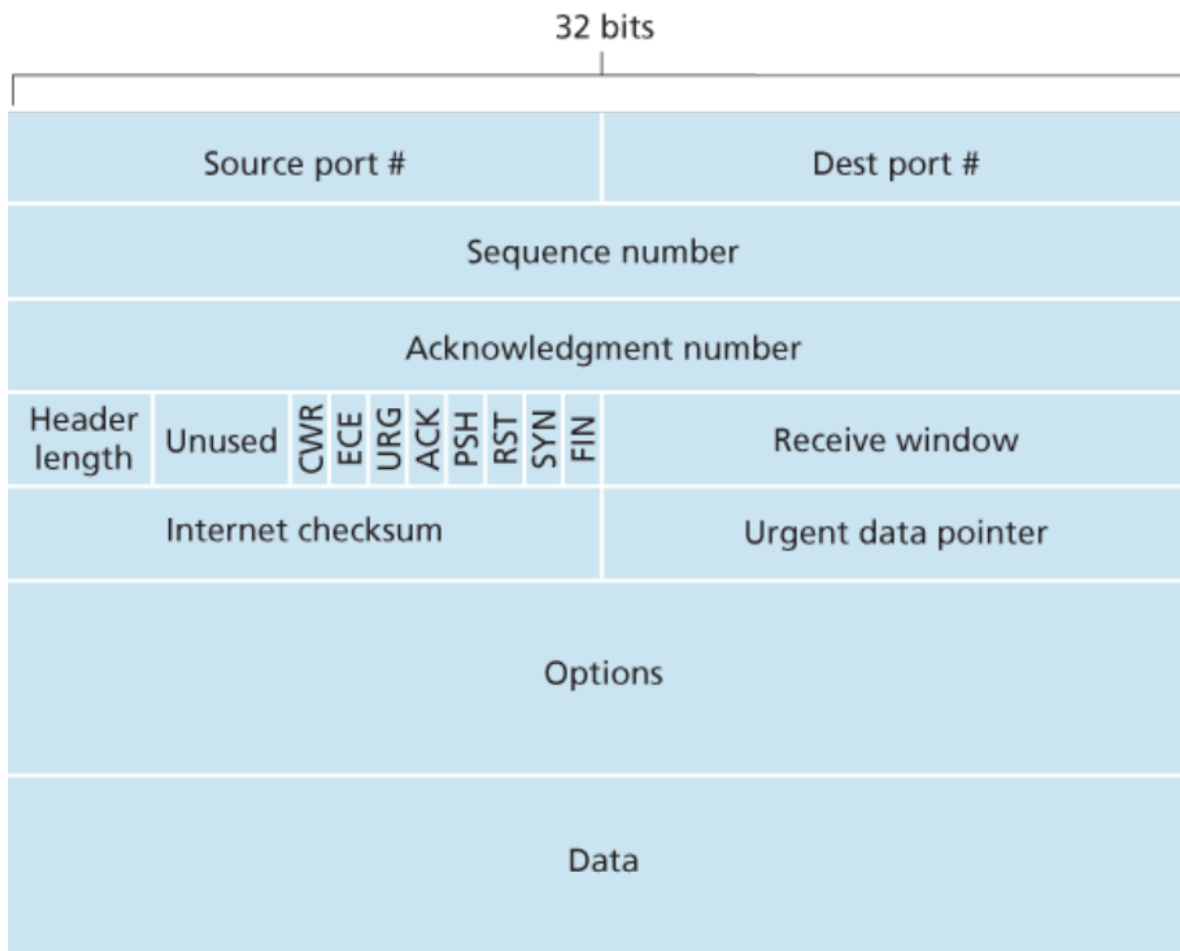 32 bits
Source port #
Dest port #
Sequence number
Acknowledgment number
Header
length
Unused
CWR
ECE
URG
ACK
PSH
RST
SYN
FIN
Receive window
Internet checksum
Urgent data pointer
Options
Data